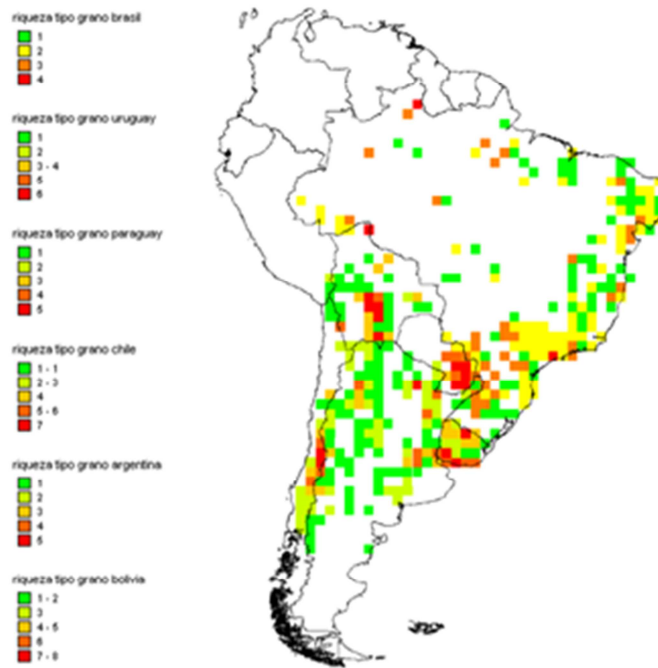 riqueza tipo grano brasil
1
2
3
4
riqueza tipo grano uruguay
1
2
3 - 4
5
6
riqueza tipo grano paraguay
1
2
3
4
5
riqueza tipo grano chile
1 - 1
2 - 3
4
5 - 6
7
riqueza tipo grano argentina
1
2
3
4
5
riqueza tipo grano bolivia
1 - 2
3
4 - 5
6
7 - 8